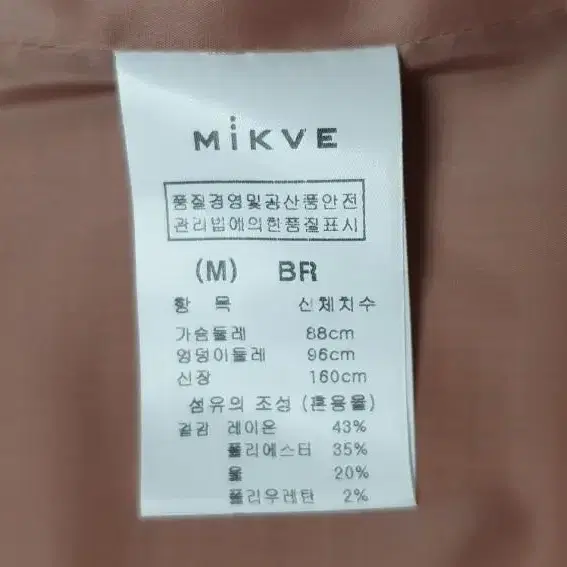 MiKVE
품질경영및공산품안전
관리법에의한품질표시
(M) BR
항 목 신체치수
가슴둘레 88cm
엉덩이둘레 96cm
신장 160cm
섬유의 조성 (혼용율)
겉감 레이온 43%
폴리에스터 35%
울 20%
폴리우레탄 2%